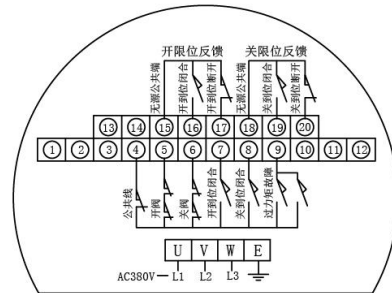 开限位反馈 关限位反馈
无源公共端 开到位闭合 开到位断开 无源公共端 关到位闭合 关到位断开
13 14 15 16 17 18 19 20
1 2 3 4 5 6 7 8 9 10 11 12
公共线 开阀 关阀 开到位闭合 关到位闭合 过力矩故障
U V W E
AC380V L1 L2 L3